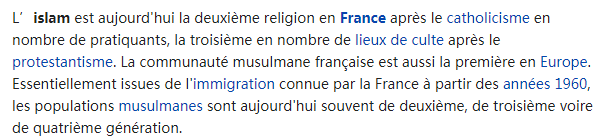 L’ islam est aujourd'hui la deuxième religion en France après le catholicisme en
nombre de pratiquants, la troisième en nombre de lieux de culte après le
protestantisme. La communauté musulmane française est aussi la première en Europe.
Essentiellement issues de l'immigration connue par la France à partir des années 1960,
les populations musulmanes sont aujourd'hui souvent de deuxième, de troisième voire
de quatrième génération.